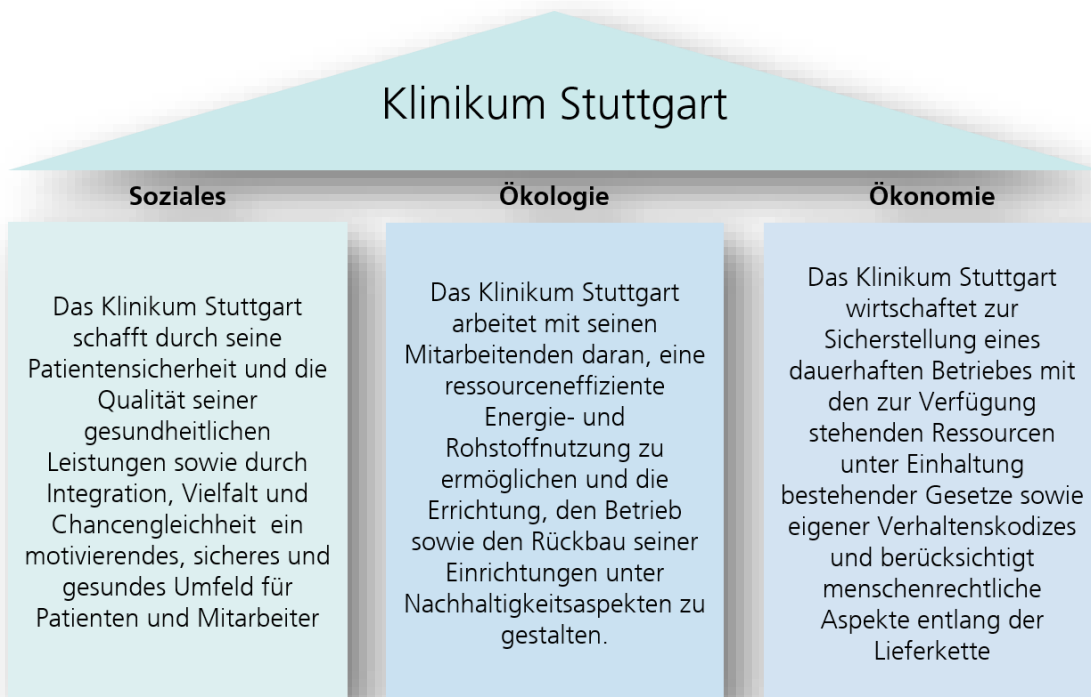 Klinikum Stuttgart
Soziales
Das Klinikum Stuttgart
schafft durch seine
Patientensicherheit und die
Qualität seiner
gesundheitlichen
Leistungen sowie durch
Integration, Vielfalt und
Chancengleichheit ein
motivierendes, sicheres und
gesundes Umfeld für
Patienten und Mitarbeiter
Ökologie
Das Klinikum Stuttgart
arbeitet mit seinen
Mitarbeitenden daran, eine
ressourceneffiziente
Energie- und
Rohstoffnutzung zu
ermöglichen und die
Errichtung, den Betrieb
sowie den Rückbau seiner
Einrichtungen unter
Nachhaltigkeitsaspekten zu
gestalten.
Ökonomie
Das Klinikum Stuttgart
wirtschaftet zur
Sicherstellung eines
dauerhaften Betriebes mit
den zur Verfügung
stehenden Ressourcen
unter Einhaltung
bestehender Gesetze sowie
eigener Verhaltenskodizes
und berücksichtigt
menschenrechtliche
Aspekte entlang der
Lieferkette